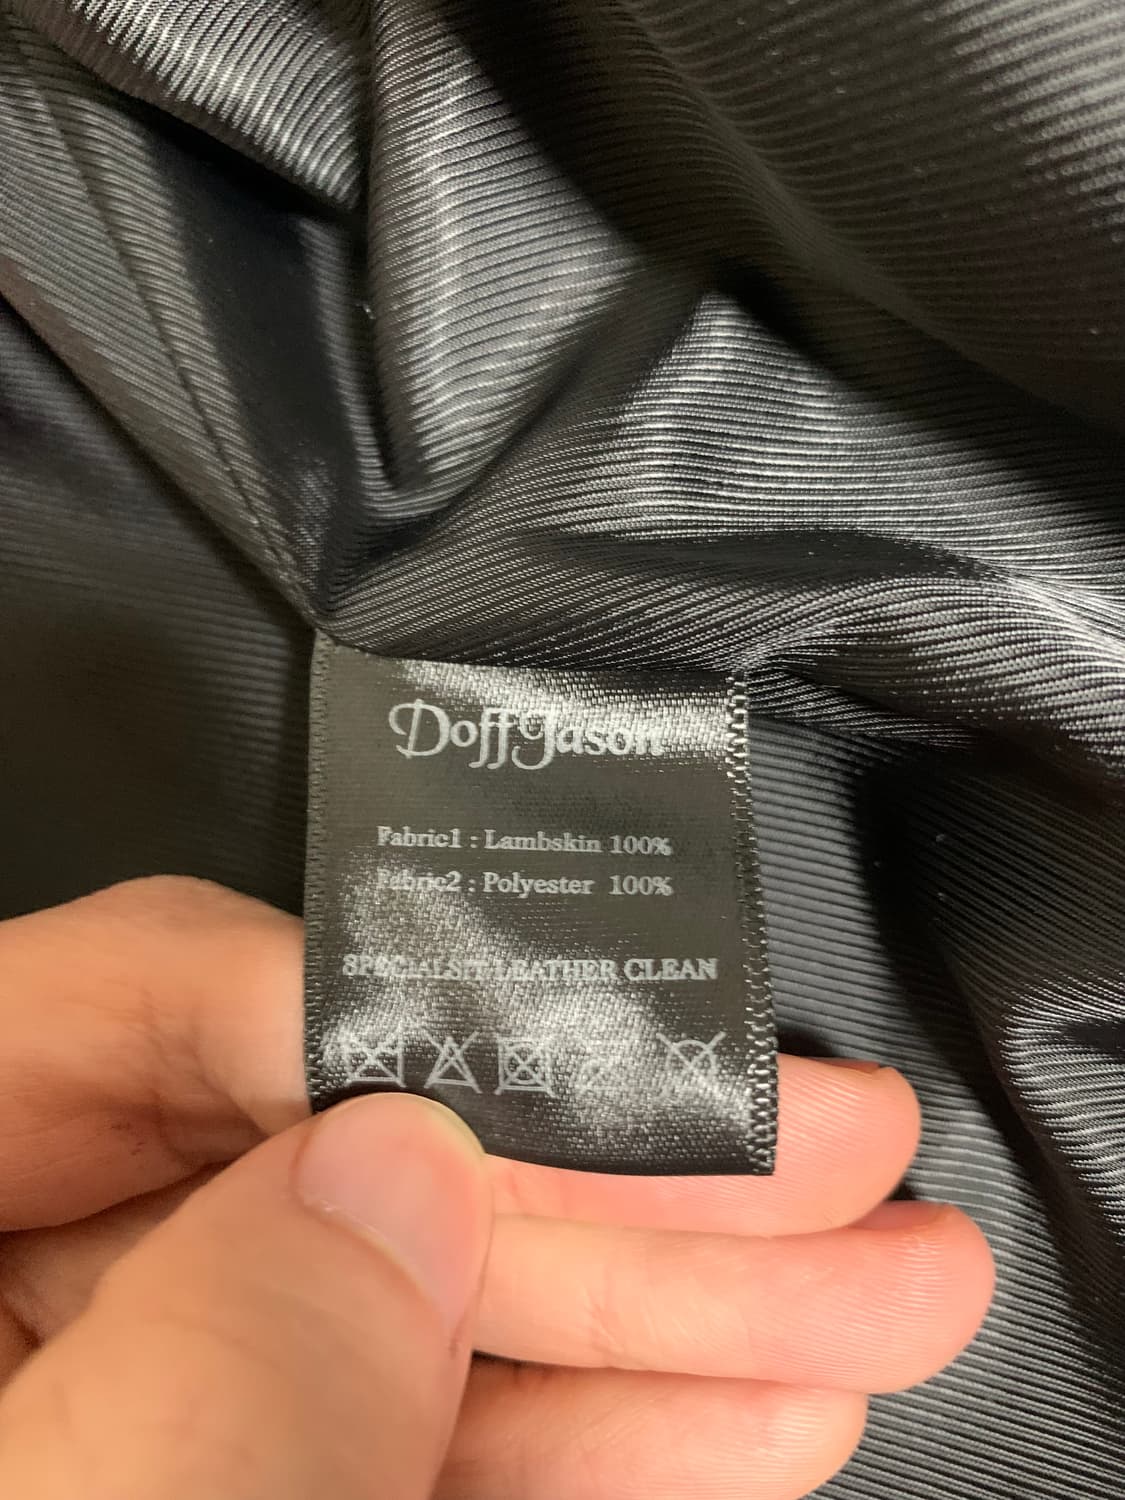 DoffJason
Fabric1 : Lambskin 100%
Fabric2 : Polyester 100%
SPECIALSIT LEATHER CLEAN